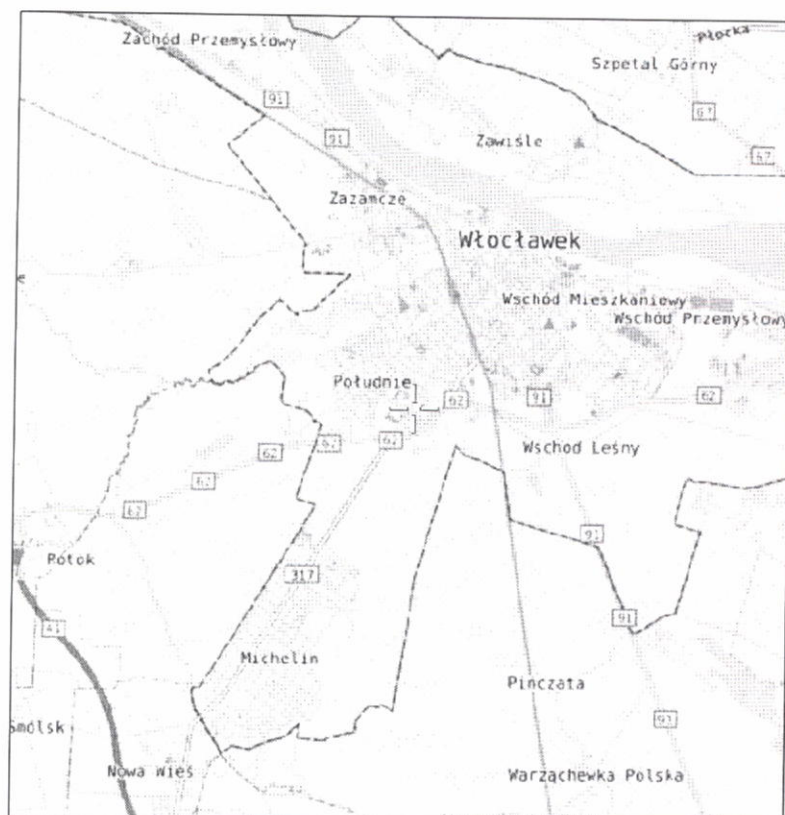 Płocka
Zachód Przemysłowy
Szpetal Górny
91
67
91
Zawiśle
67
Zazamcze
Włocławek
Wschód Mieszkaniowy
Wschód Przemysłowy
Południe
62
91
62
62
62
62
Wschód Leśny
62
62
91
Potok
317
91
41
Michelin
Pinczata
91
Smólsk
Nowa Wieś
Warząchewka Polska